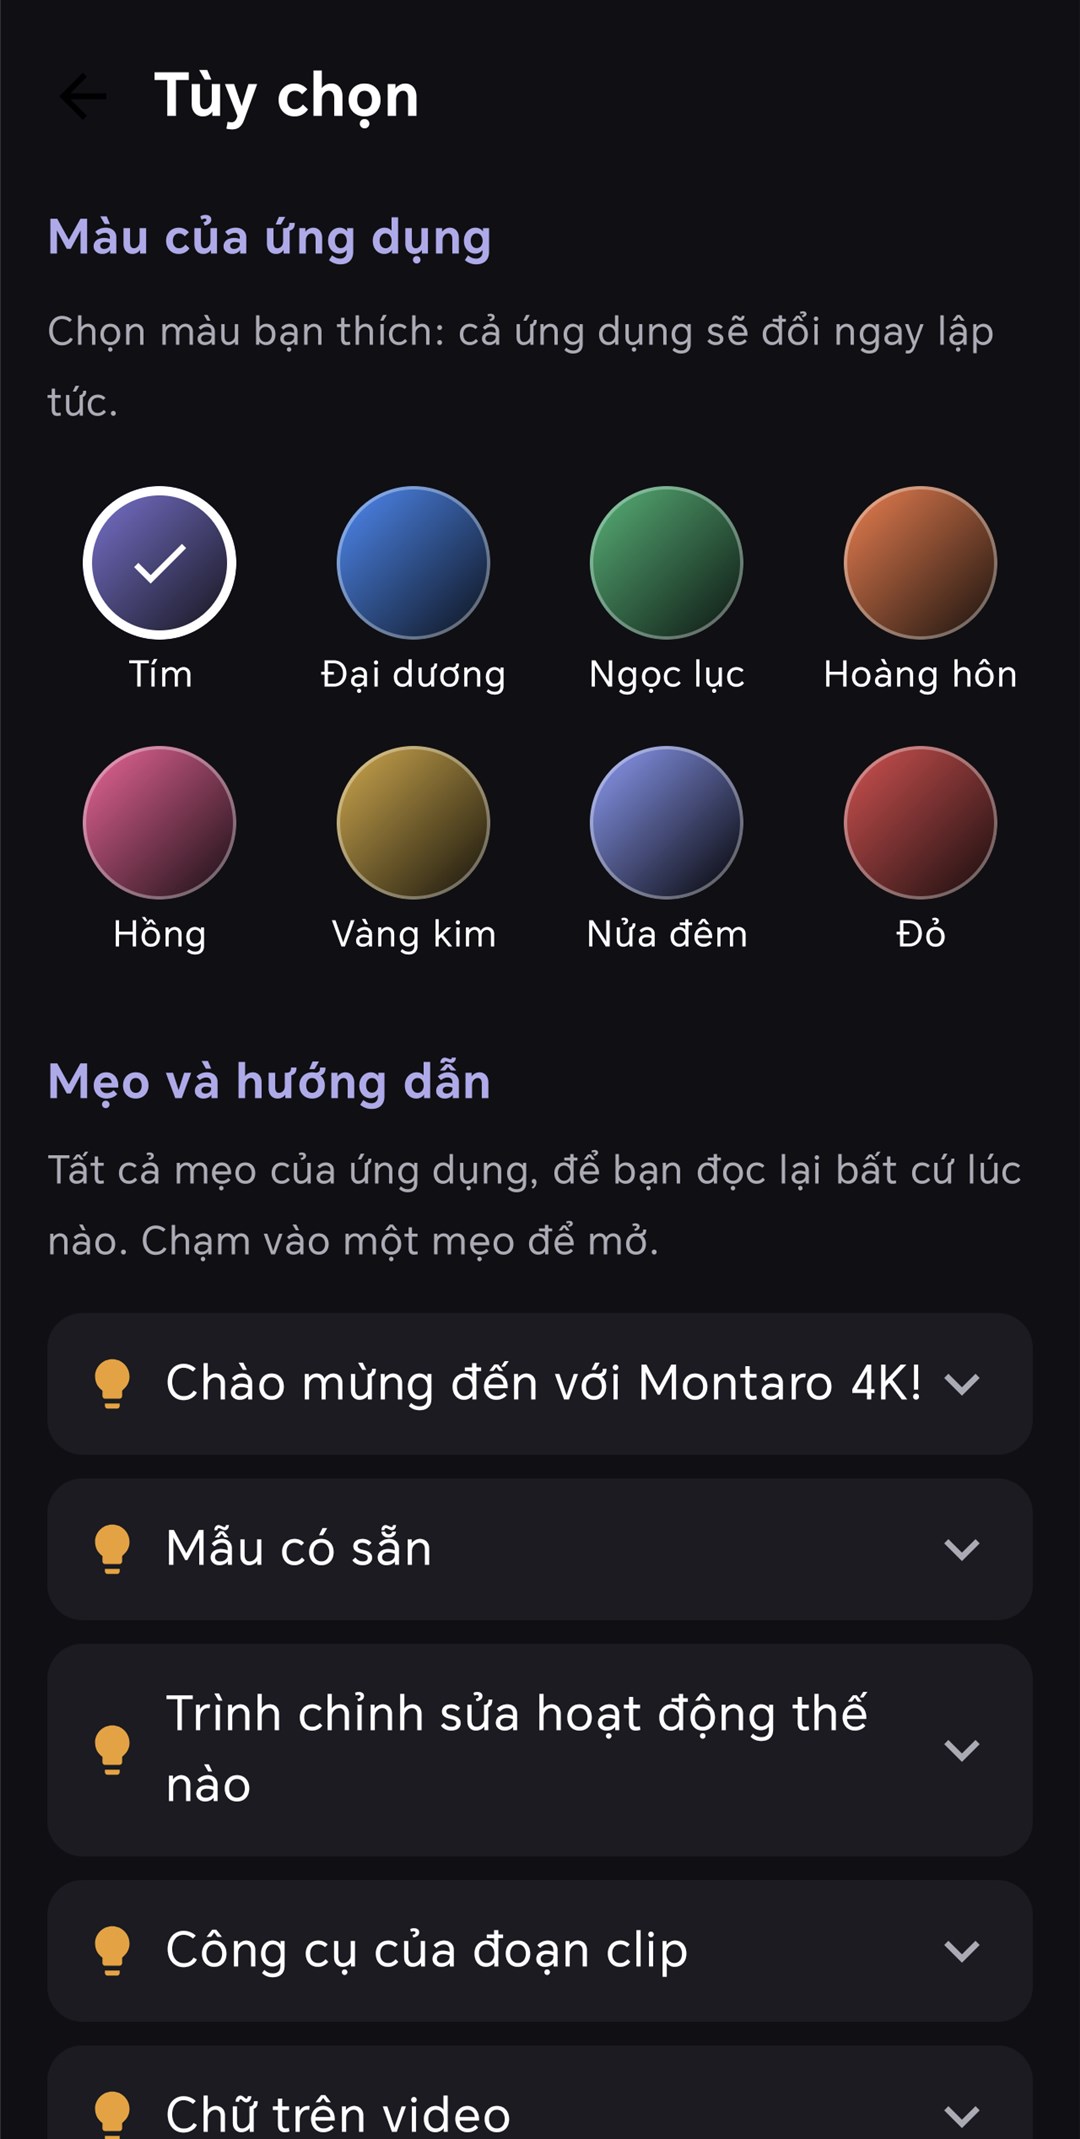 Tùy chọn
Màu của ứng dụng
Chọn màu bạn thích: cả ứng dụng sẽ đổi ngay lập
tức.
Tím
Đại dương
Ngọc lục
Hoàng hôn
Hồng
Vàng kim
Nửa đêm
Đỏ
Mẹo và hướng dẫn
Tất cả mẹo của ứng dụng, để bạn đọc lại bất cứ lúc
nào. Chạm vào một mẹo để mở.
Chào mừng đến với Montaro 4K!
Mẫu có sẵn
Trình chỉnh sửa hoạt động thế
nào
Công cụ của đoạn clip
Chữ trên video